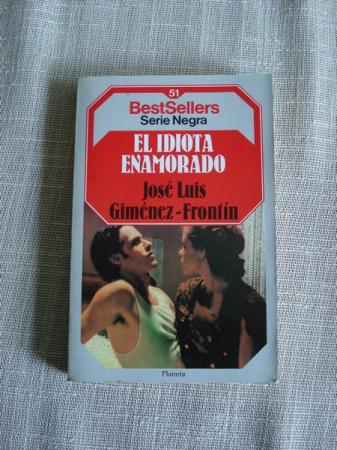 51
BestSellers
Serie Negra
EL IDIOTA
ENAMORADO
José Luis
Giménez-Frontín
Planeta